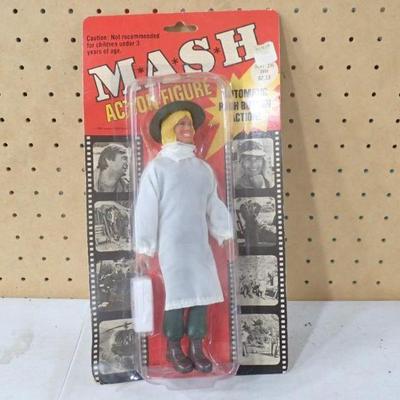 Caution: Not recommended
for children under 3
years of age.
M*A*S*H
ACTION FIGURE
AUTOMATIC
PUSH BUTTON
ACTION!